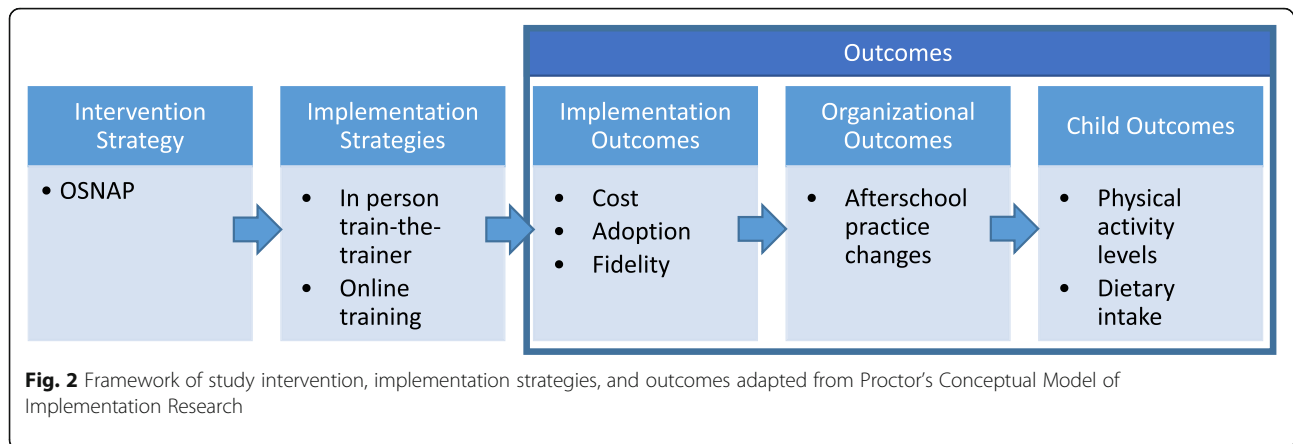 Outcomes
Intervention
Strategy
• OSNAP
Implementation
Strategies
• In person
train-the-
trainer
• Online
training
Implementation
Outcomes
• Cost
• Adoption
• Fidelity
Organizational
Outcomes
• Afterschool
practice
changes
Child Outcomes
• Physical
activity
levels
• Dietary
intake
Fig. 2 Framework of study intervention, implementation strategies, and outcomes adapted from Proctor’s Conceptual Model of
Implementation Research